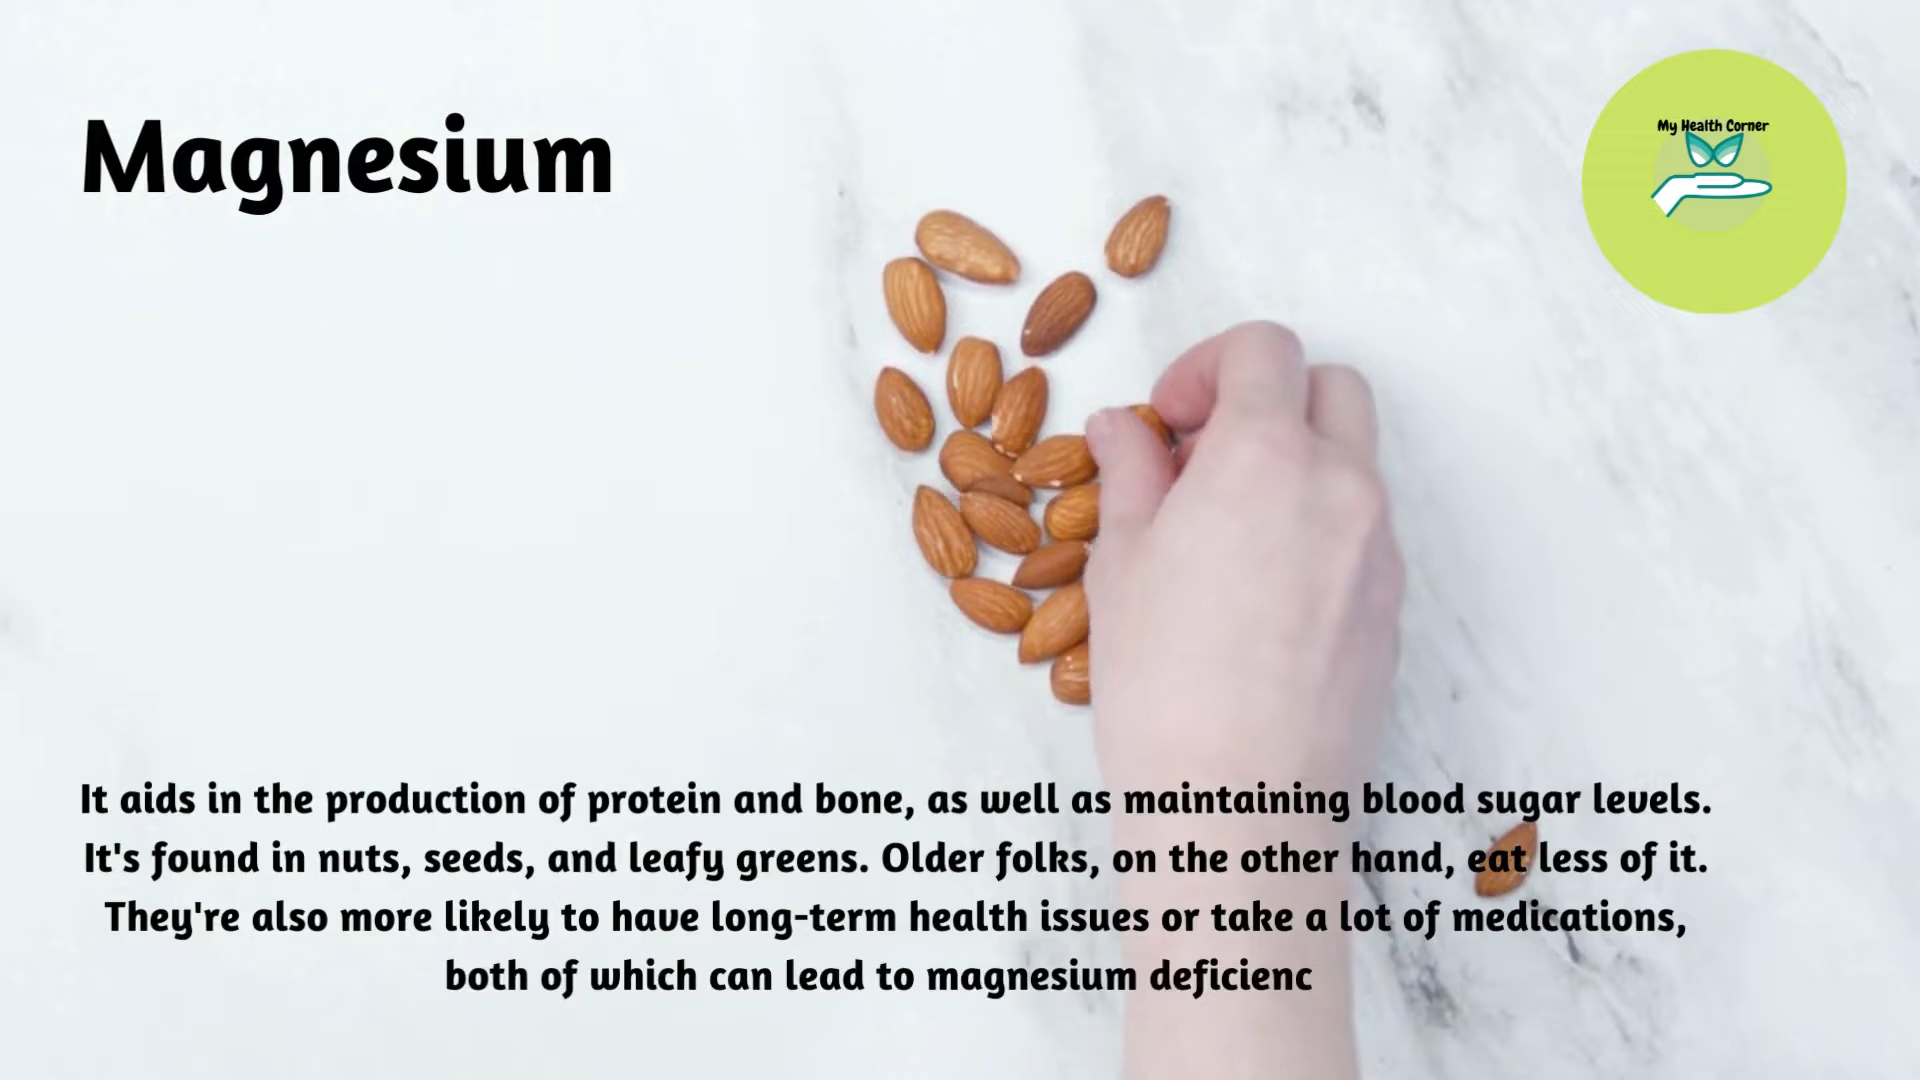 Magnesium
My Health Corner
It aids in the production of protein and bone, as well as maintaining blood sugar levels.
It's found in nuts, seeds, and leafy greens. Older folks, on the other hand, eat less of it.
They're also more likely to have long-term health issues or take a lot of medications,
both of which can lead to magnesium deficienc